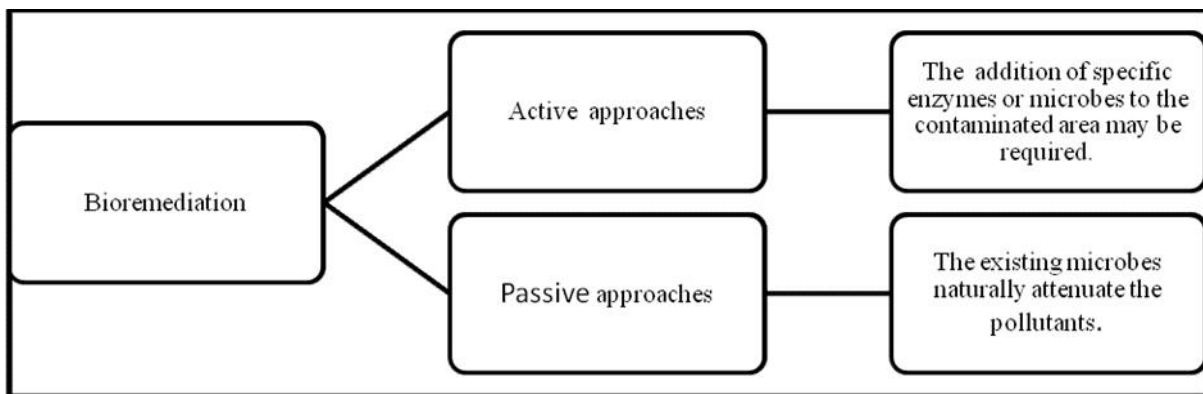 Bioremediation
Active approaches
The addition of specific
enzymes or microbes to the
contaminated area may be
required.
Passive approaches
The existing microbes
naturally attenuate the
pollutants.